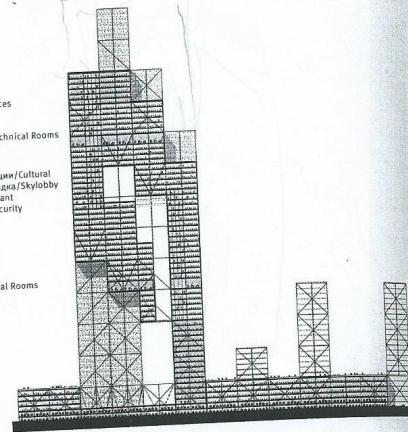 ces
chnical Rooms
ции/Cultural
дка/Skylobby
ant
curity
al Rooms